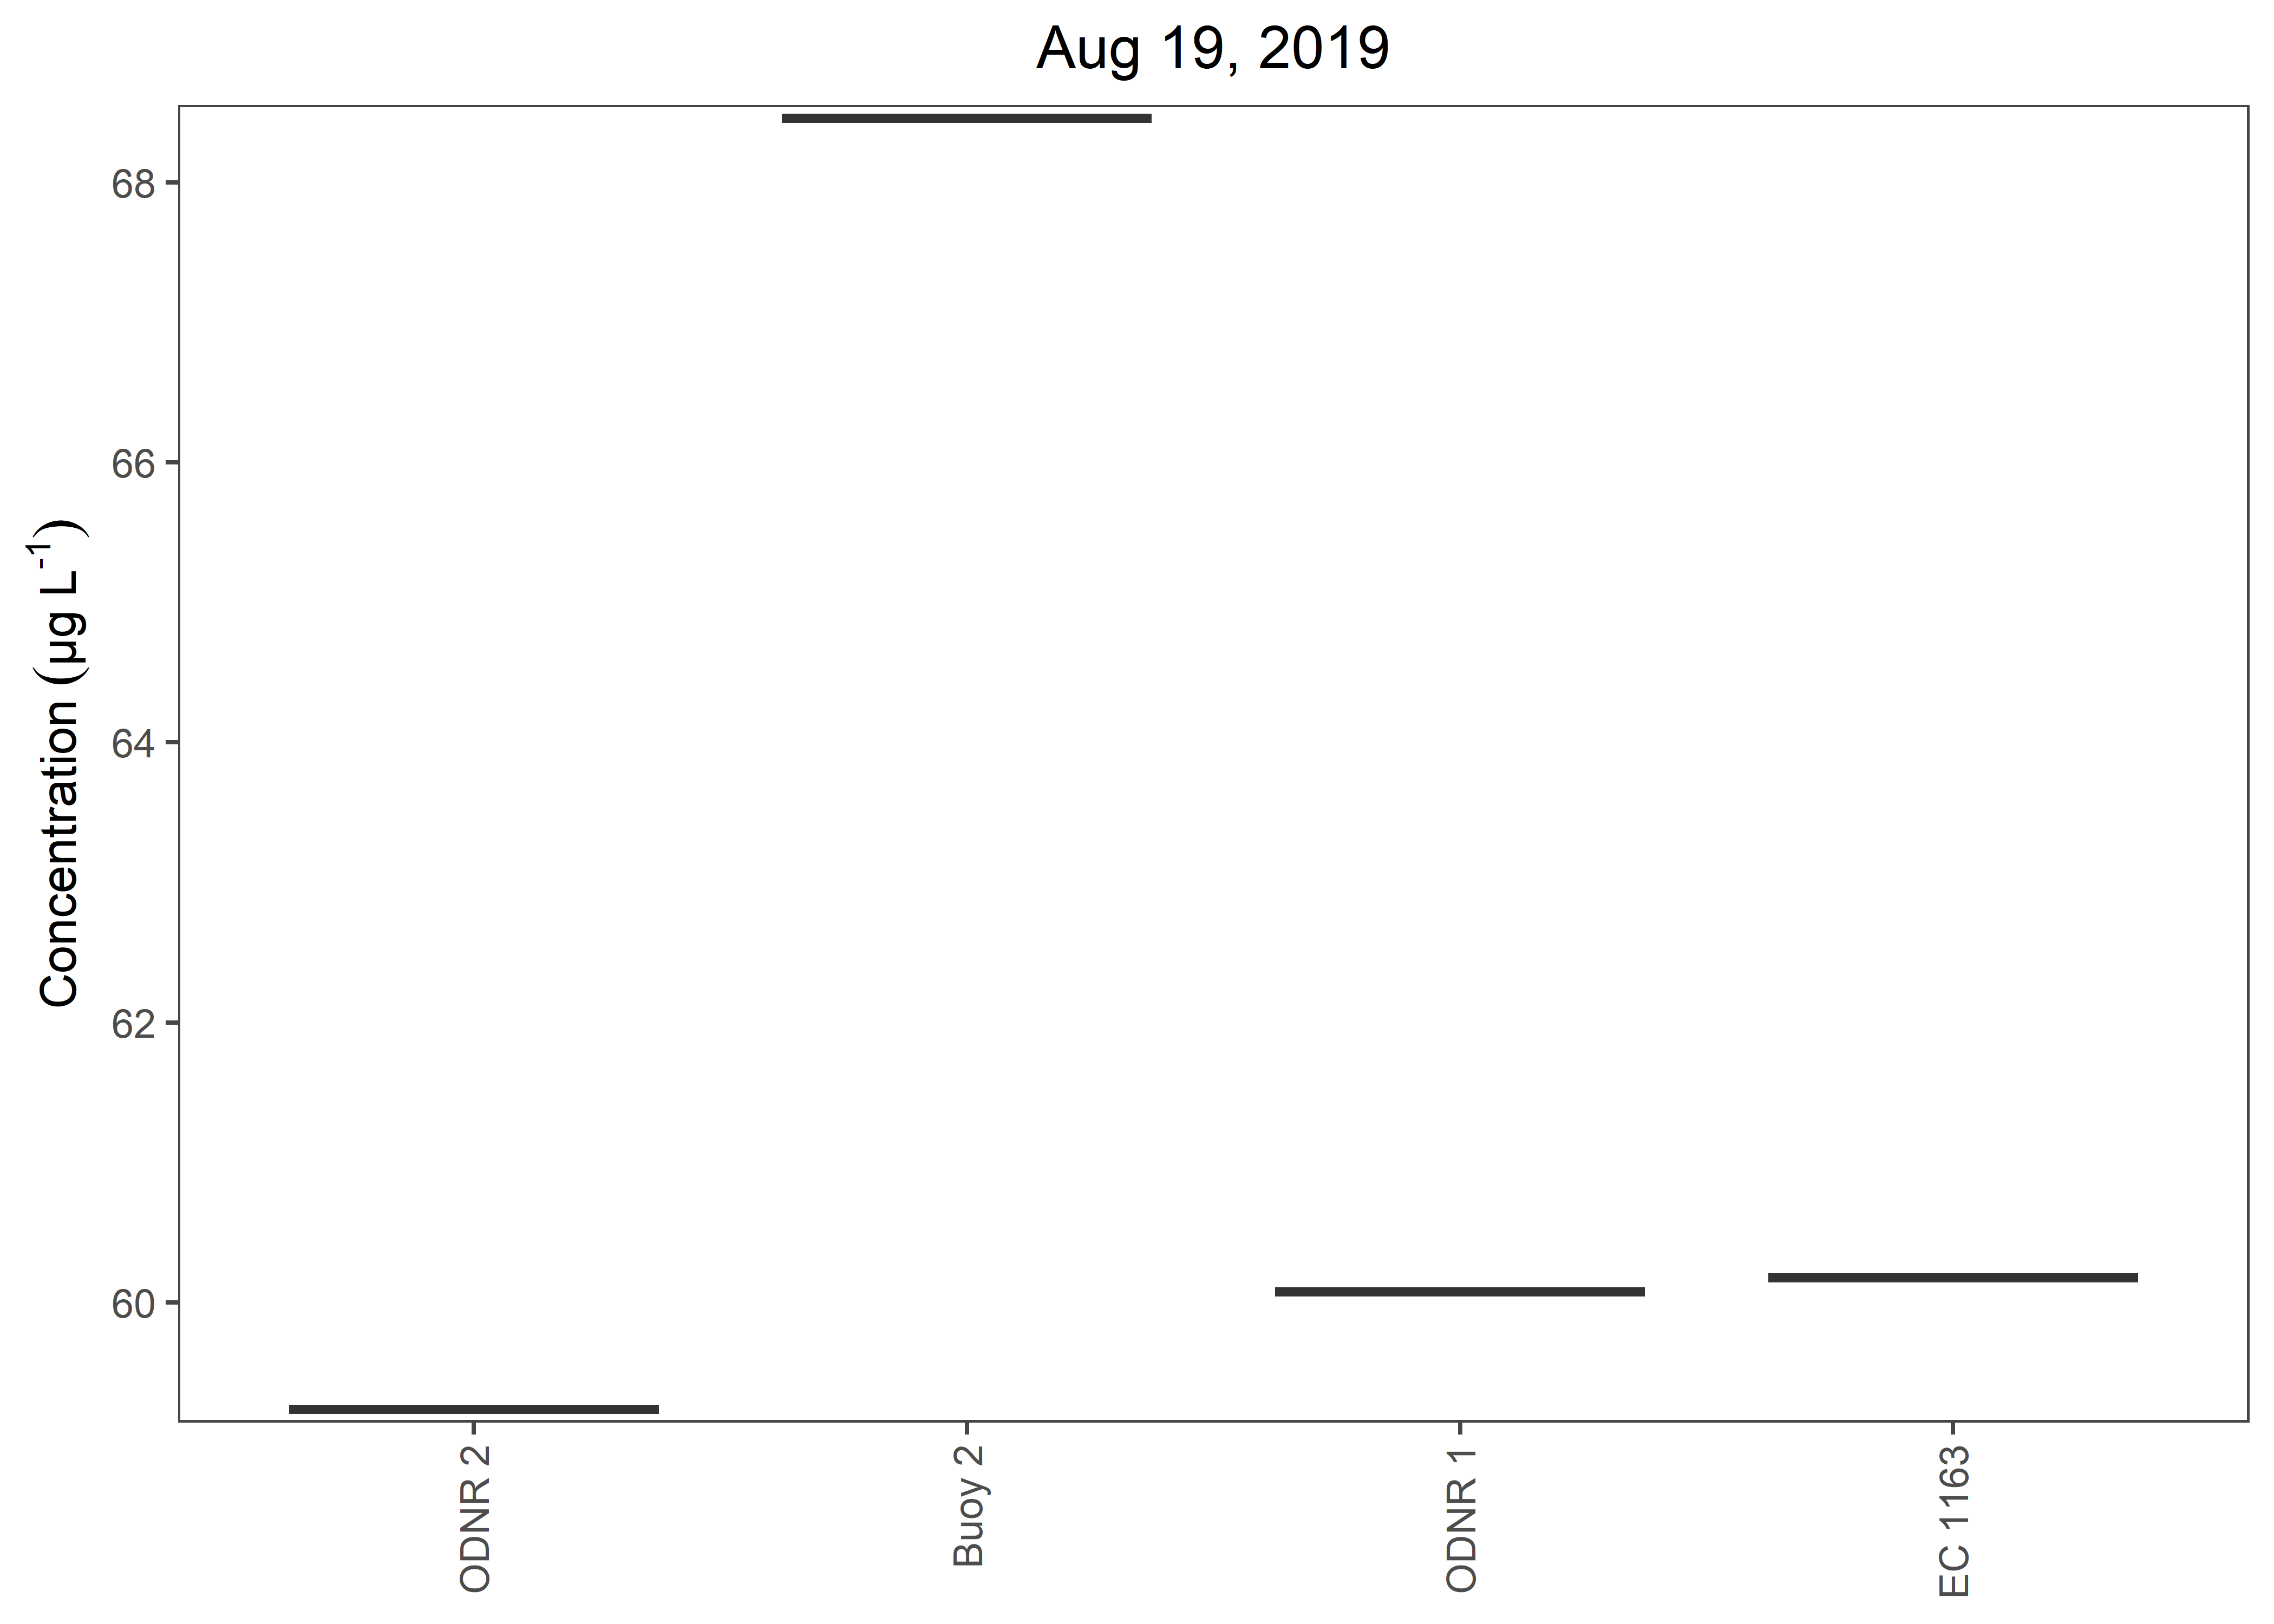 Aug 19, 2019
Concentration (µg L⁻¹)
68
66
64
62
60
ODNR 2
Buoy 2
ODNR 1
EC 1163